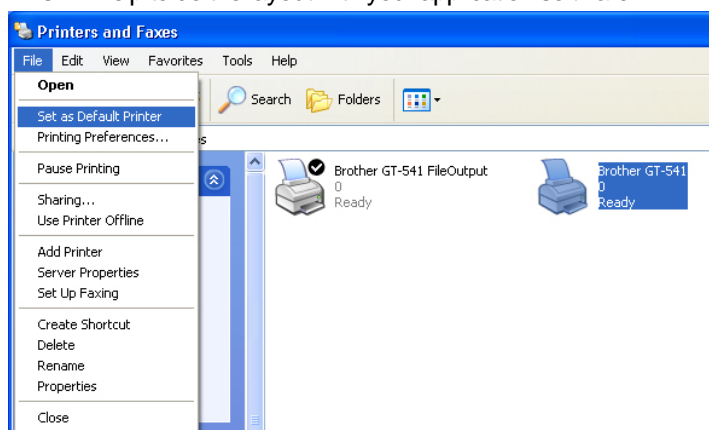 Printers and Faxes
File Edit View Favorites Tools Help
Search Folders
Open
Set as Default Printer
Printing Preferences...
Pause Printing
Sharing...
Use Printer Offline
Add Printer
Server Properties
Set Up Faxing
Create Shortcut
Delete
Rename
Properties
Close
Brother GT-541 FileOutput
0
Ready
Brother GT-541
0
Ready